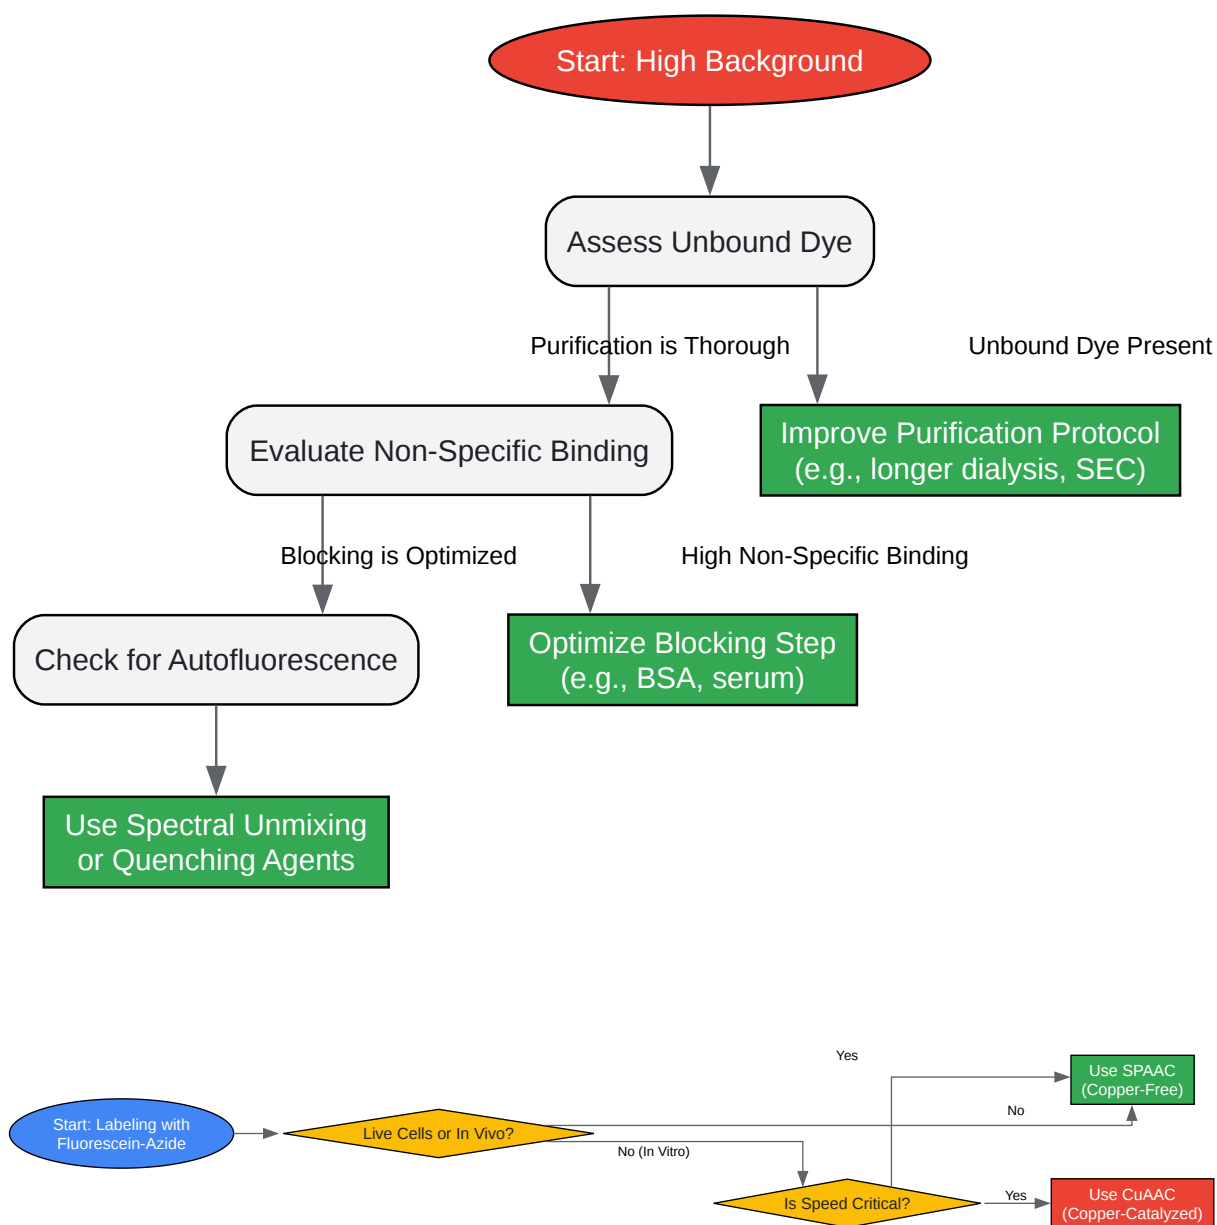 Start: High Background
Assess Unbound Dye
Purification is Thorough
Unbound Dye Present
Evaluate Non-Specific Binding
Improve Purification Protocol
(e.g., longer dialysis, SEC)
Blocking is Optimized
High Non-Specific Binding
Check for Autofluorescence
Optimize Blocking Step
(e.g., BSA, serum)
Use Spectral Unmixing
or Quenching Agents
Start: Labeling with
Fluorescein-Azide
Live Cells or In Vivo?
Yes
No
Use SPAAC
(Copper-Free)
No (In Vitro)
Is Speed Critical?
Yes
Use CuAAC
(Copper-Catalyzed)